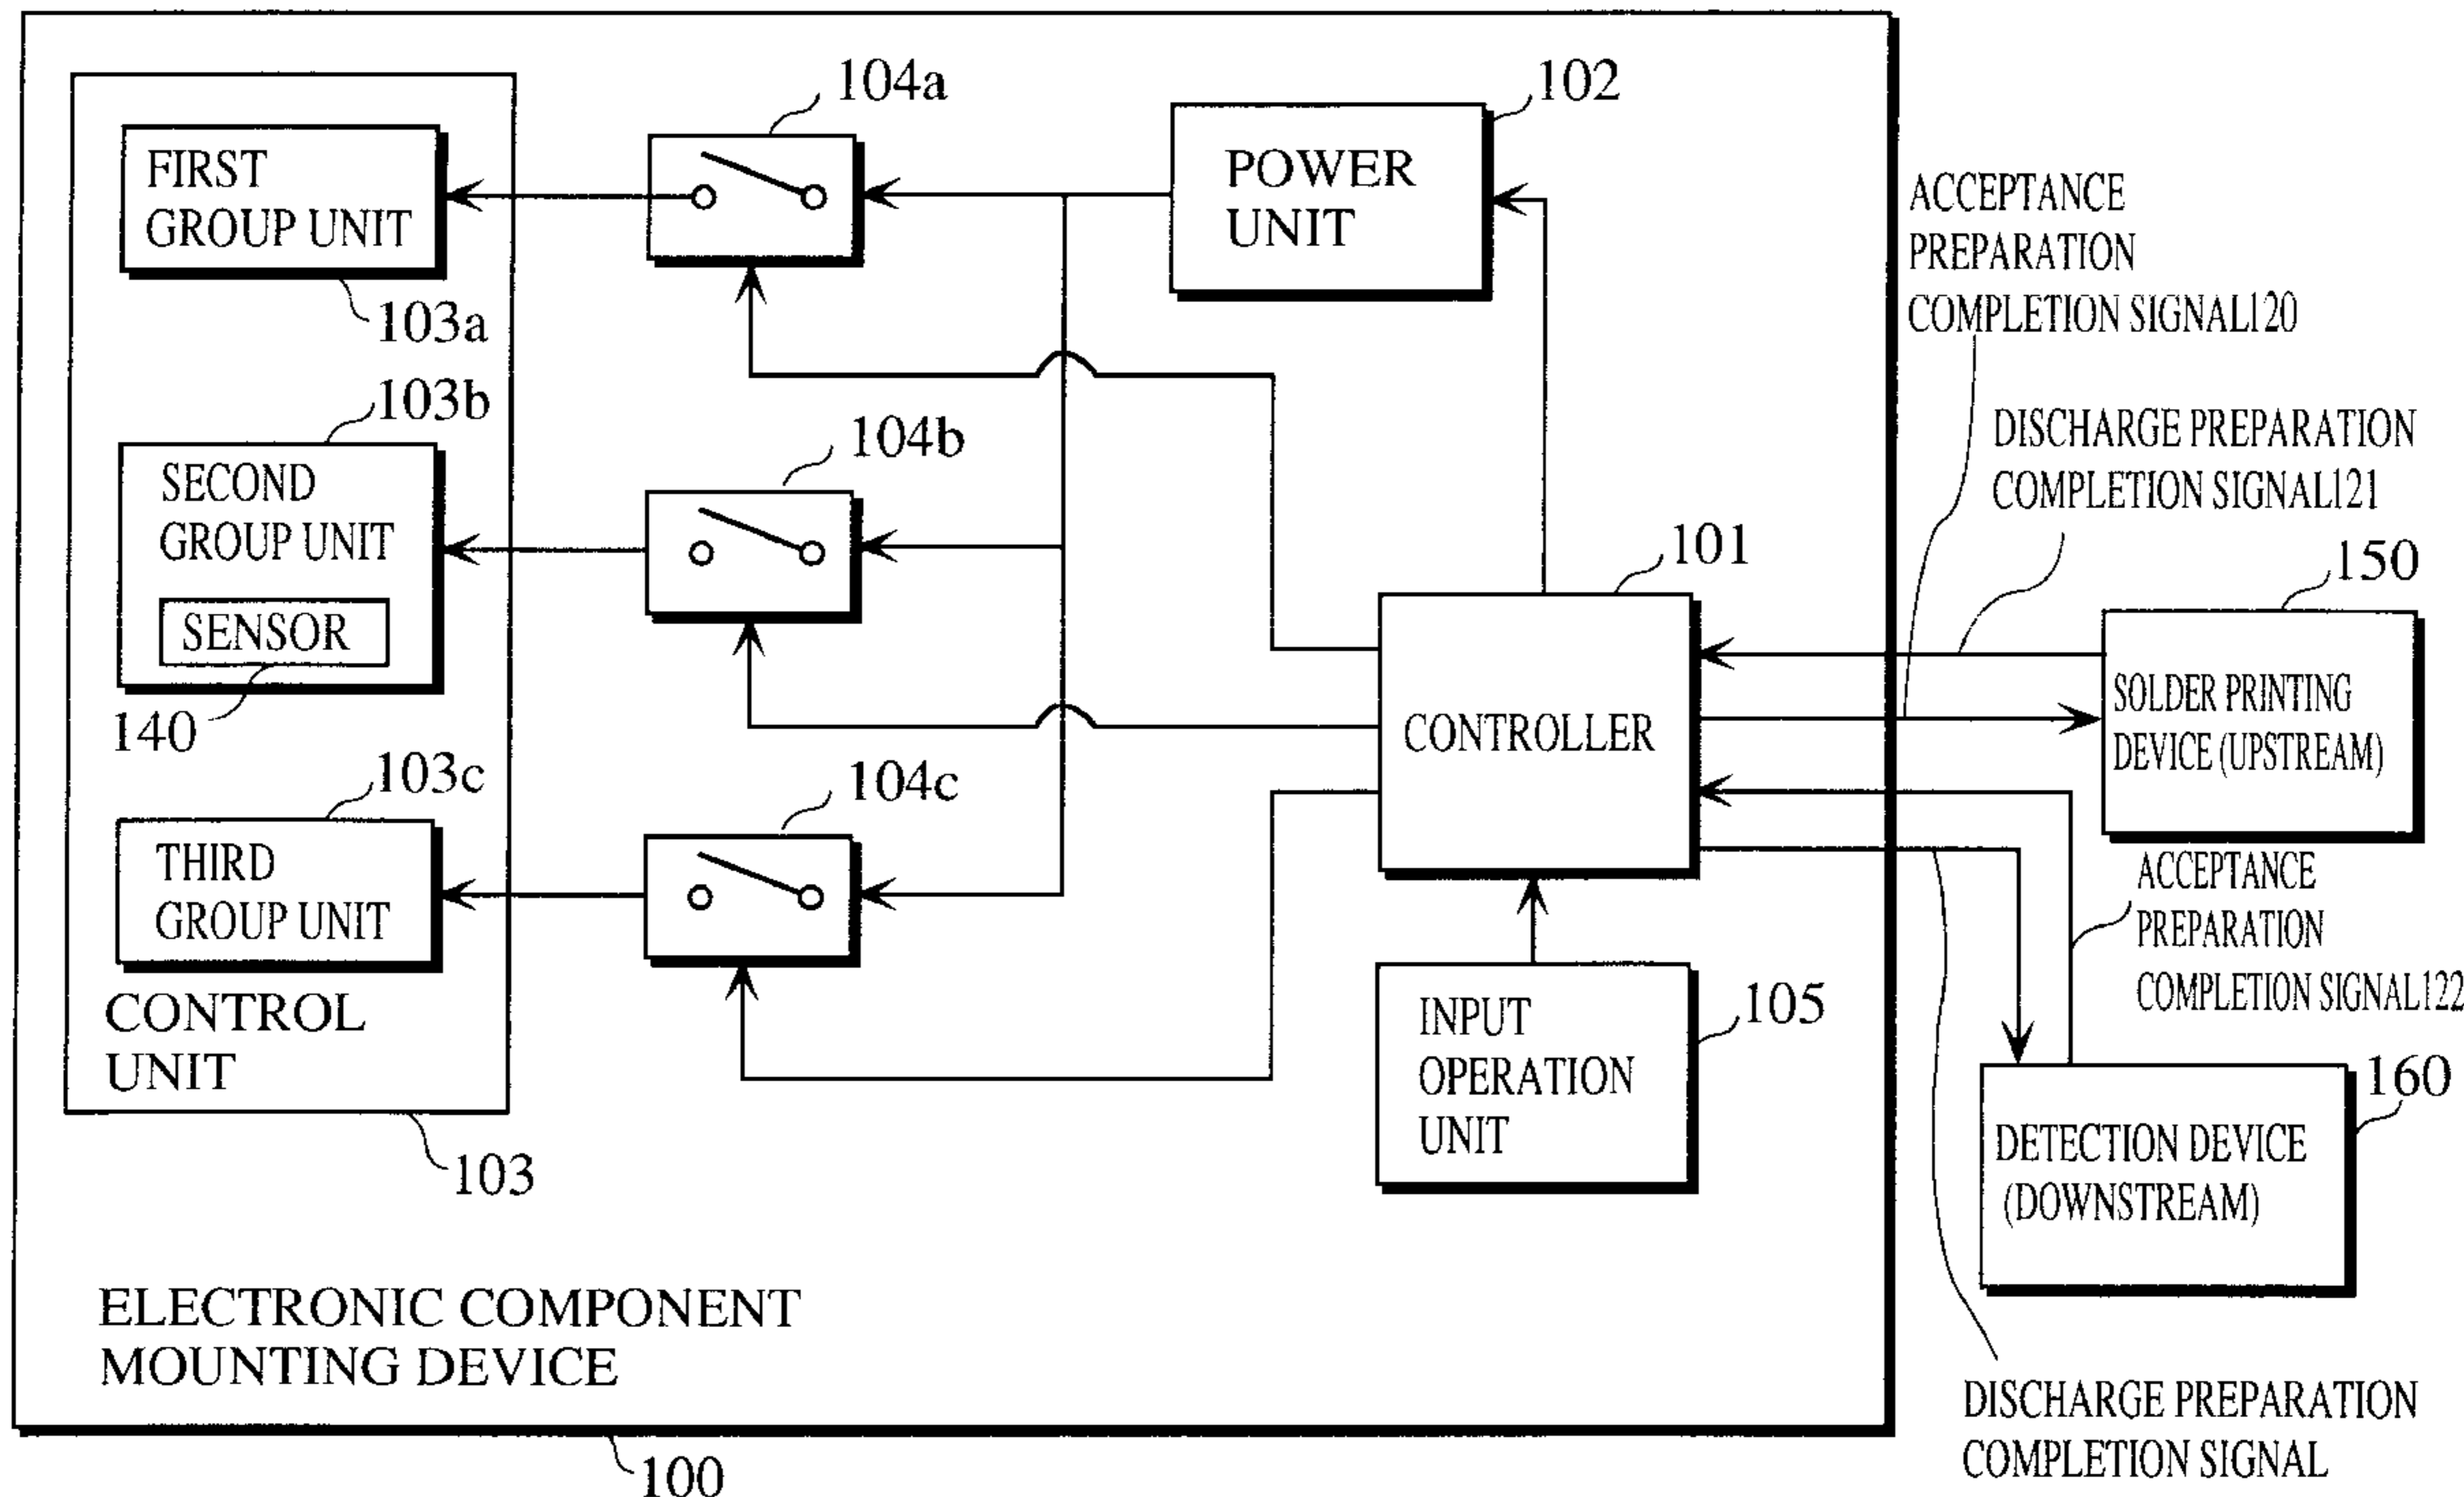 104a
102
FIRST
GROUP UNIT
POWER
UNIT
ACCEPTANCE
PREPARATION
COMPLETION SIGNAL120
103a
103b
104b
DISCHARGE PREPARATION
COMPLETION SIGNAL121
SECOND
GROUP UNIT
SENSOR
140
101
150
CONTROLLER
SOLDER PRINTING
DEVICE (UPSTREAM)
103c
104c
THIRD
GROUP UNIT
ACCEPTANCE
PREPARATION
COMPLETION SIGNAL122
CONTROL
UNIT
103
INPUT
OPERATION
UNIT
105
160
DETECTION DEVICE
(DOWNSTREAM)
ELECTRONIC COMPONENT
MOUNTING DEVICE
100
DISCHARGE PREPARATION
COMPLETION SIGNAL